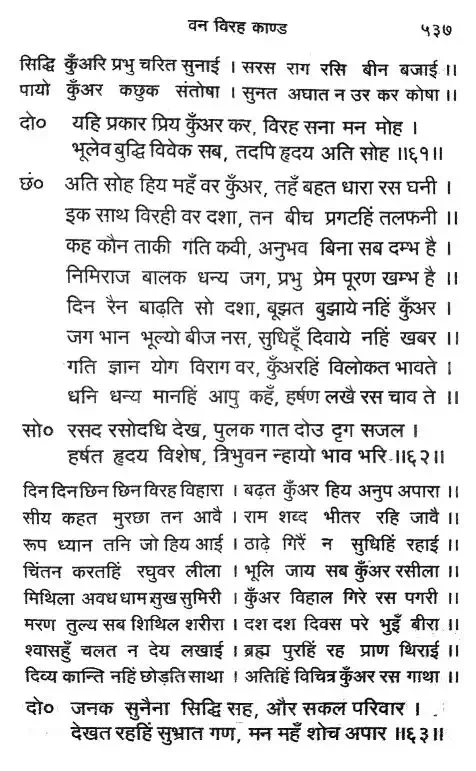 वन विरह काण्ड ५३७
सिद्धि कुँअरि प्रभु चरित सुनाई । सरस राग रसि बीन बजाई ॥
पायो कुँअर कछुक संतोषा । सुनत अघात न उर कर कोषा ॥
दो० यहि प्रकार प्रिय कुँअर कर, विरह सना मन मोह ।
भूलेव बुद्धि विवेक सब, तदपि हृदय अति सोह ॥६१॥
छं० अति सोह हिय महँ वर कुँअर, तहँ बहत धारा रस घनी ।
इक साथ विरही वर दशा, तन बीच प्रगटहिं तलफनी ॥
कह कौन ताकी गति कवी, अनुभव बिना सब दम्भ है ।
निमिराज बालक धन्य जग, प्रभु प्रेम पूरण खम्भ है ॥
दिन रैन बाढ़ति सो दशा, बूझत बुझाये नहिं कुँअर ।
जग भान भूल्यो बीज नस, सुधिहूँ दिवाये नहिं खबर ॥
गति ज्ञान योग विराग वर, कुँअरहिं विलोकत भावते ।
धनि धन्य मानहिं आपु कहँ, हर्षण लखै रस चाव ते ॥
सो० रसद रसोदधि देख, पुलक गात दोउ दृग सजल ।
हर्षत हृदय विशेष, त्रिभुवन न्हायो भाव भरि ॥६२॥
दिन दिन छिन छिन विरह विहारा । बढ़त कुँअर हिय अनुप अपारा ॥
सीय कहत मुरछा तन आवै । राम शब्द भीतर रहि जावै ॥
रूप ध्यान तनि जो हिय आई । ठाढ़े गिरैं न सुधिहिं रहाई ॥
चिंतन करतहिं रघुवर लीला । भूलि जाय सब कुँअर रसीला ॥
मिथिला अवध धाम सुख सुमिरी । कुँअर विहाल गिरे रस पगरी ॥
मरण तुल्य सब शिथिल शरीरा । दश दश दिवस परे भुइँ बीरा ॥
श्वासहुँ चलत न देय लखाई । ब्रह्म पुरहिं रह प्राण थिराई ॥
दिव्य कान्ति नहिं छोड़ति साथा । अतिहिं विचित्र कुँअर रस गाथा ॥
दो० जनक सुनैना सिद्धि सह, और सकल परिवार ।
देखत रहहिं सुभ्रात गण, मन महँ शोच अपार ॥६३॥